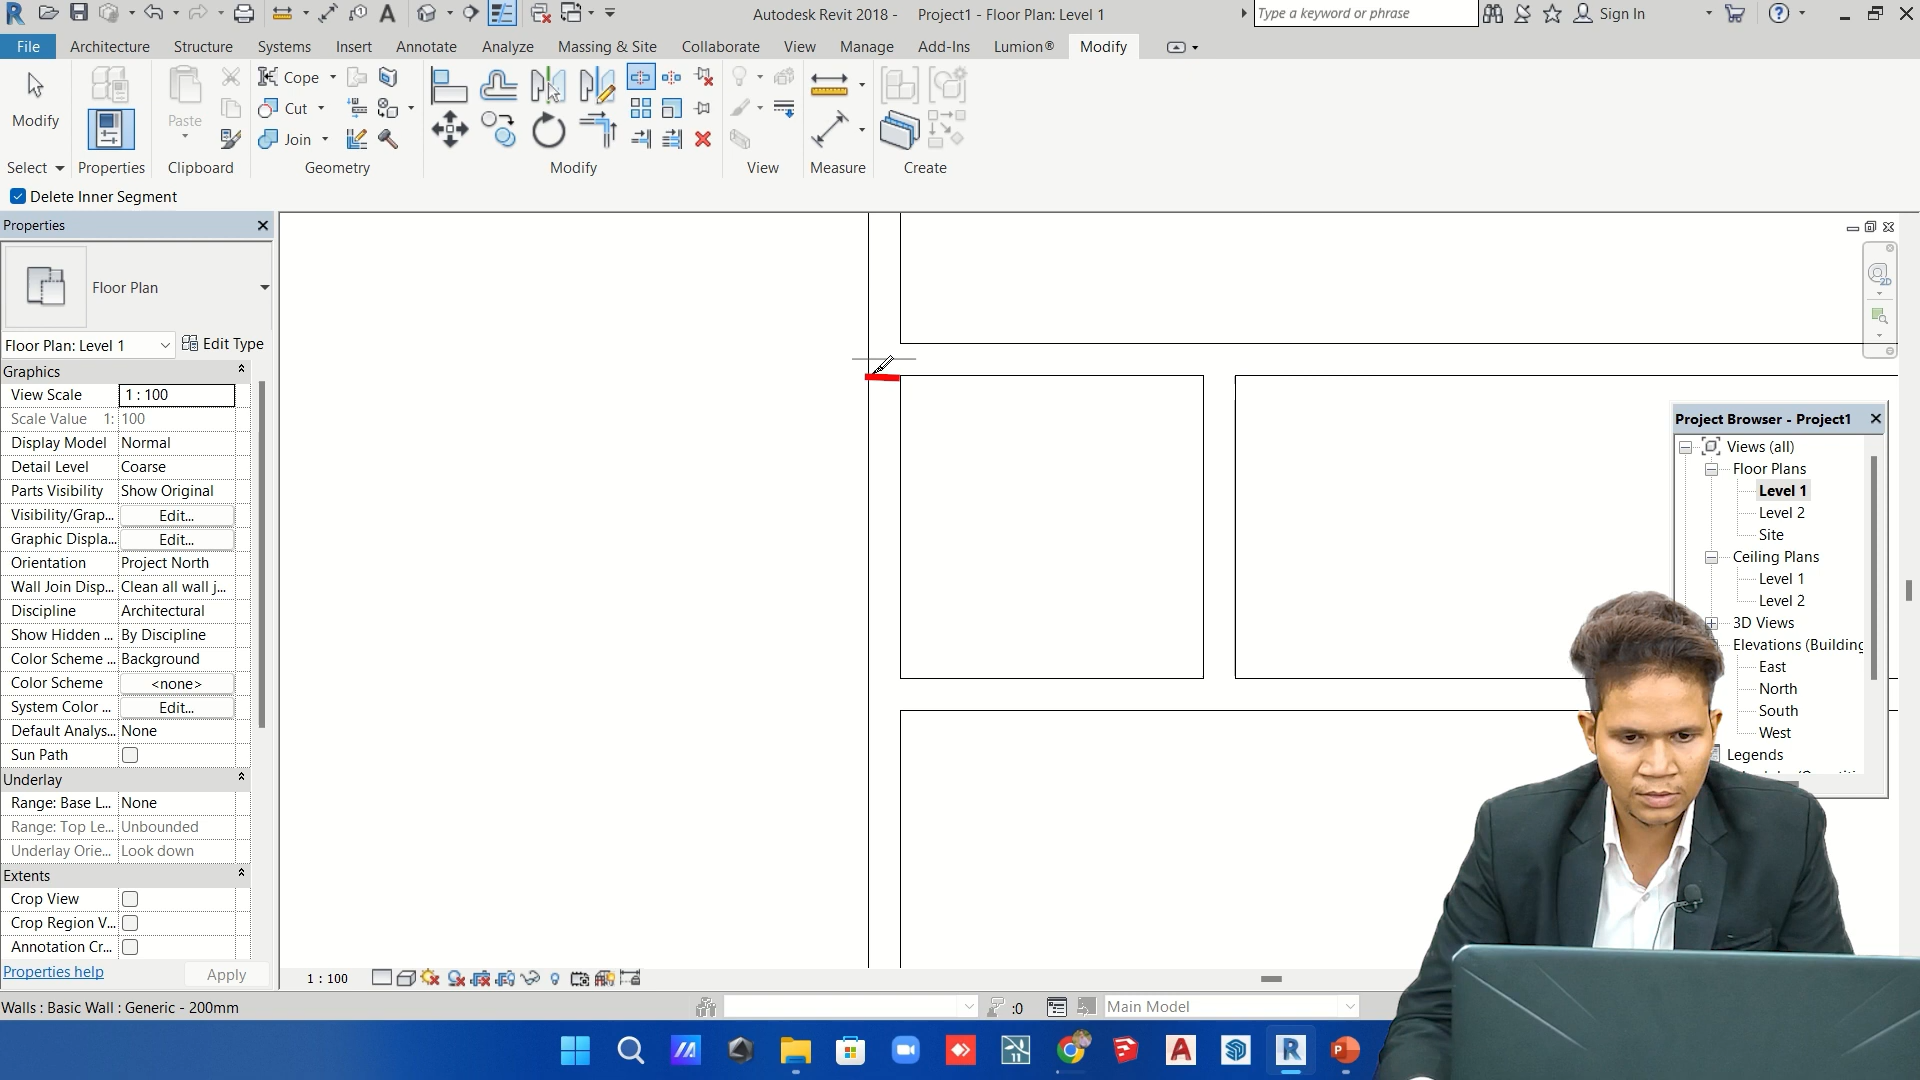 Autodesk Revit 2018 - Project1 - Floor Plan: Level 1
Type a keyword or phrase
Sign In
File Architecture Structure Systems Insert Annotate Analyze Massing & Site Collaborate View Manage Add-Ins Lumion® Modify
Modify
Paste
Cope
Cut
Join
Select Properties Clipboard Geometry Modify View Measure Create
Delete Inner Segment
Properties
Floor Plan
Floor Plan: Level 1 Edit Type
Graphics
View Scale 1 : 100
Scale Value 1: 100
Display Model Normal
Detail Level Coarse
Parts Visibility Show Original
Visibility/Grap... Edit...
Graphic Displa... Edit...
Orientation Project North
Wall Join Disp... Clean all wall j...
Discipline Architectural
Show Hidden ... By Discipline
Color Scheme ... Background
Color Scheme <none>
System Color ... Edit...
Default Analys... None
Sun Path
Underlay
Range: Base L... None
Range: Top Le... Unbounded
Underlay Orie... Look down
Extents
Crop View
Crop Region V...
Annotation Cr...
Properties help Apply
Project Browser - Project1
Views (all)
Floor Plans
Level 1
Level 2
Site
Ceiling Plans
Level 1
Level 2
3D Views
Elevations (Building
East
North
South
West
Legends
1 : 100
Walls : Basic Wall : Generic - 200mm
:0
Main Model